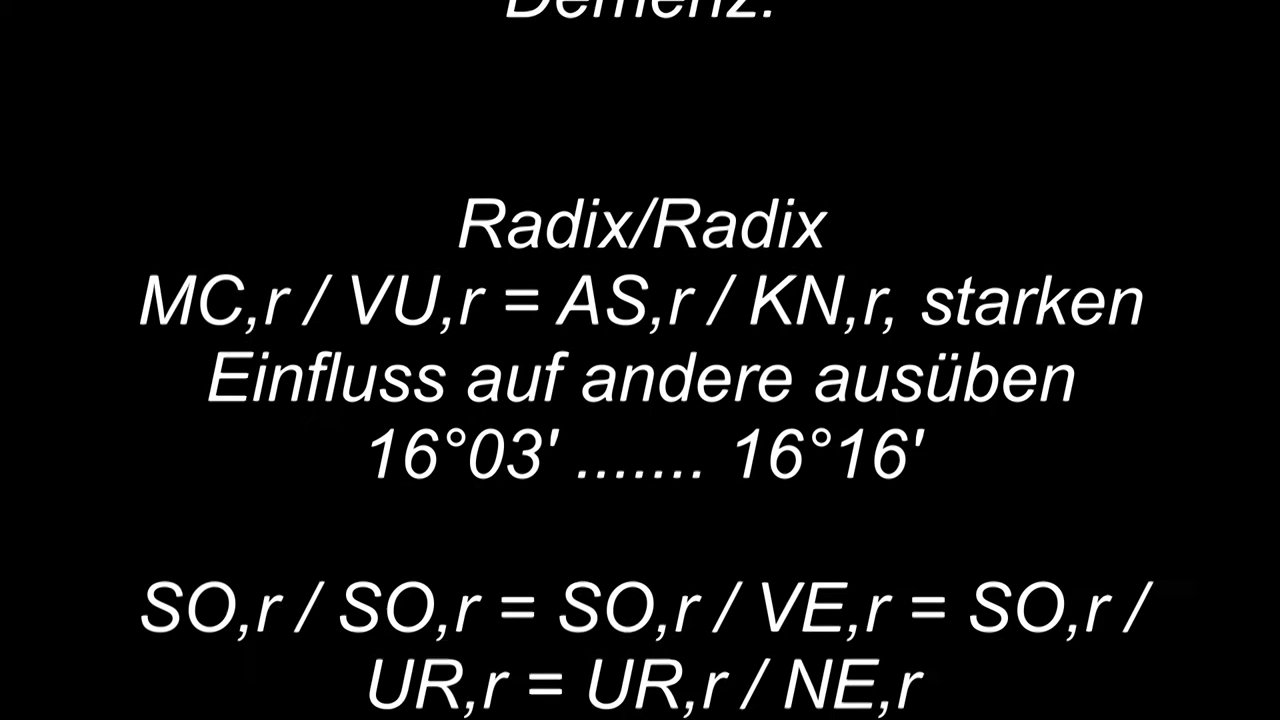 Demenz.
Radix/Radix
MC,r / VU,r = AS,r / KN,r, starken
Einfluss auf andere ausüben
16°03' ....... 16°16'
SO,r / SO,r = SO,r / VE,r = SO,r /
UR,r = UR,r / NE,r